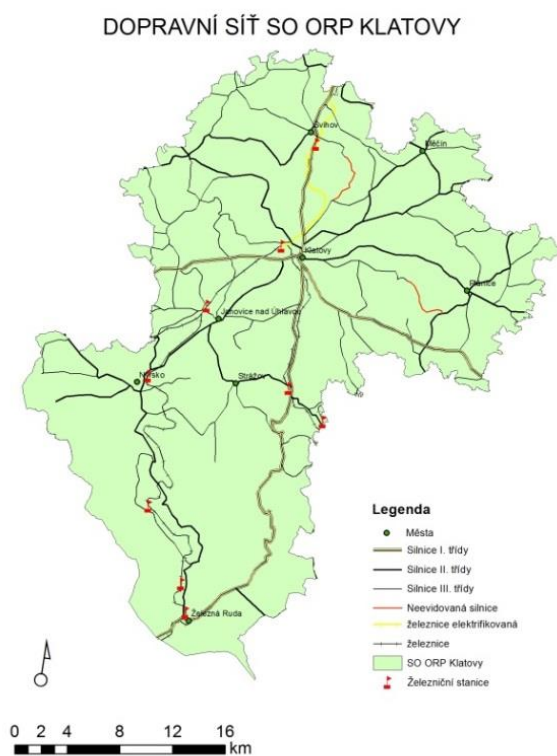 DOPRAVNÍ SÍŤ SO ORP KLATOVY
Švihov
Měčín
Klatovy
Plánice
Janovice nad Úhlavou
Nýrsko
Strážov
Železná Ruda
Legenda
Města
Silnice I. třídy
Silnice II. třídy
Silnice III. třídy
Neevidovaná silnice
železnice elektrifikovaná
železnice
SO ORP Klatovy
Železniční stanice
0 2 4 8 12 16
km